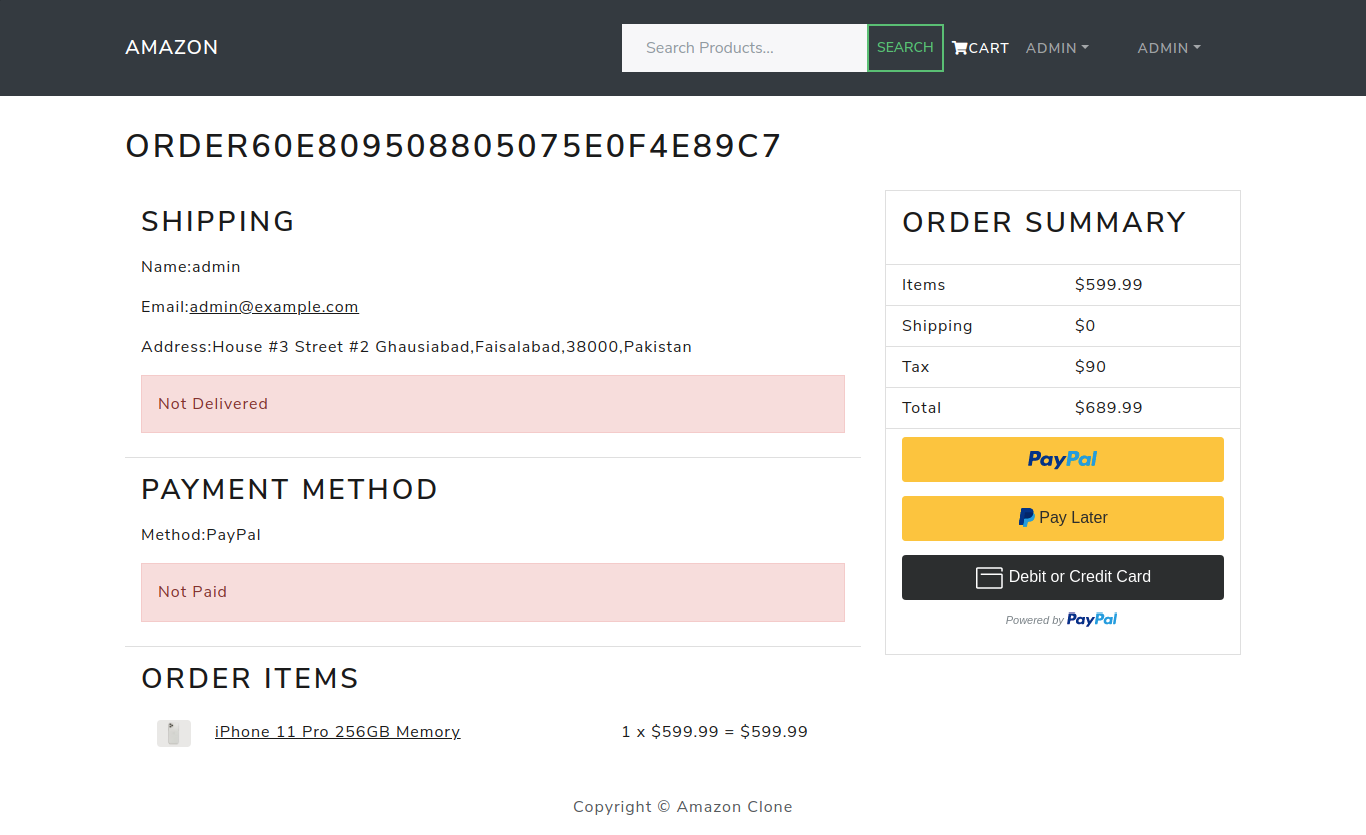 AMAZON
Search Products...
SEARCH
CART
ADMIN
ADMIN
ORDER60E809508805075E0F4E89C7
SHIPPING
Name:admin
Email:admin@example.com
Address:House #3 Street #2 Ghausiabad,Faisalabad,38000,Pakistan
Not Delivered
PAYMENT METHOD
Method:PayPal
Not Paid
ORDER ITEMS
iPhone 11 Pro 256GB Memory 1 x $599.99 = $599.99
ORDER SUMMARY
Items $599.99
Shipping $0
Tax $90
Total $689.99
PayPal
Pay Later
Debit or Credit Card
Powered by PayPal
Copyright © Amazon Clone